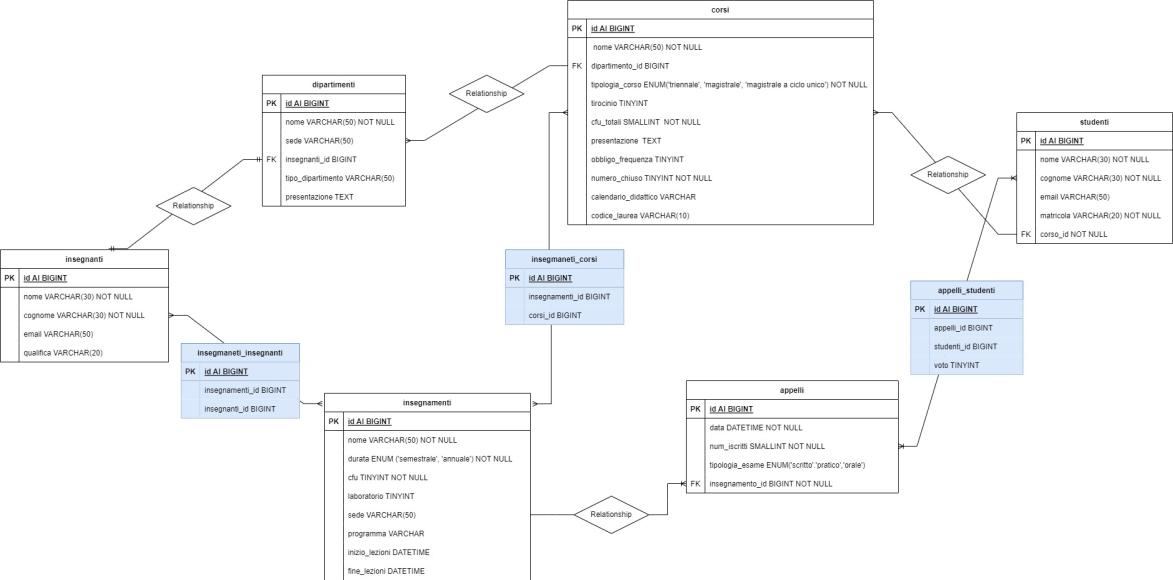 corsi
PK id AI BIGINT
nome VARCHAR(50) NOT NULL
FK dipartimento_id BIGINT
tipologia_corso ENUM('triennale', 'magistrale', 'magistrale a ciclo unico') NOT NULL
tirocinio TINYINT
cfu_totali SMALLINT NOT NULL
presentazione TEXT
obbligo_frequenza TINYINT
numero_chiuso TINYINT NOT NULL
calendario_didattico VARCHAR
codice_laurea VARCHAR(10)
Relationship
dipartimenti
PK id AI BIGINT
nome VARCHAR(50) NOT NULL
sede VARCHAR(50)
FK insegnanti_id BIGINT
tipo_dipartimento VARCHAR(50)
presentazione TEXT
studenti
PK id AI BIGINT
nome VARCHAR(30) NOT NULL
cognome VARCHAR(30) NOT NULL
email VARCHAR(50)
matricola VARCHAR(20) NOT NULL
FK corso_id NOT NULL
Relationship
Relationship
insegnanti
PK id AI BIGINT
nome VARCHAR(30) NOT NULL
cognome VARCHAR(30) NOT NULL
email VARCHAR(50)
qualifica VARCHAR(20)
insegmaneti_corsi
PK id AI BIGINT
insegnamenti_id BIGINT
corsi_id BIGINT
appelli_studenti
PK id AI BIGINT
appelli_id BIGINT
studenti_id BIGINT
voto TINYINT
insegmaneti_insegnanti
PK id AI BIGINT
insegnamenti_id BIGINT
insegnanti_id BIGINT
insegnamenti
PK id AI BIGINT
nome VARCHAR(50) NOT NULL
durata ENUM ('semestrale', 'annuale') NOT NULL
cfu TINYINT NOT NULL
laboratorio TINYINT
sede VARCHAR(50)
programma VARCHAR
inizio_lezioni DATETIME
fine_lezioni DATETIME
appelli
PK id AI BIGINT
data DATETIME NOT NULL
num_iscritti SMALLINT NOT NULL
tipologia_esame ENUM('scritto'.'pratico','orale')
FK insegnamento_id BIGINT NOT NULL
Relationship